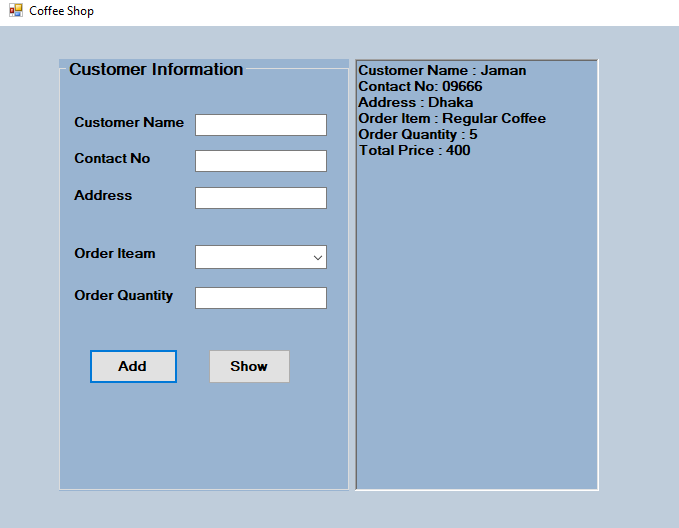 Coffee Shop
Customer Information
Customer Name
Contact No
Address
Order Iteam
Order Quantity
Add
Show
Customer Name : Jaman
Contact No: 09666
Address : Dhaka
Order Item : Regular Coffee
Order Quantity : 5
Total Price : 400